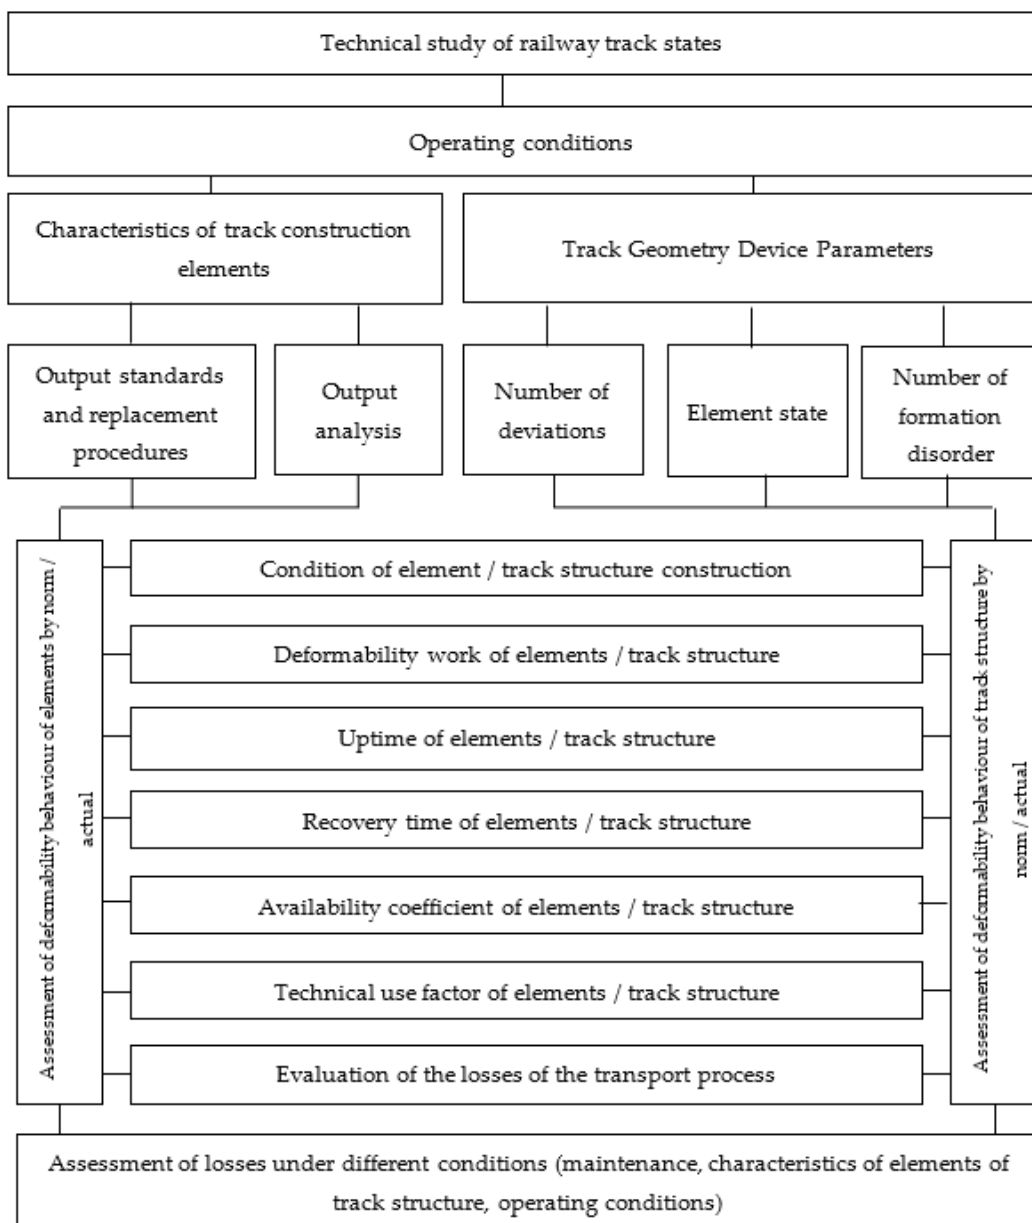 Technical study of railway track states
Operating conditions
Characteristics of track construction
elements
Track Geometry Device Parameters
Output standards
and replacement
procedures
Output
analysis
Number of
deviations
Element state
Number of
formation
disorder
Assessment of deformability behaviour of elements by norm /
actual
Condition of element / track structure construction
Deformability work of elements / track structure
Uptime of elements / track structure
Recovery time of elements / track structure
Availability coefficient of elements / track structure
Technical use factor of elements / track structure
Evaluation of the losses of the transport process
Assessment of deformability behaviour of track structure by
norm / actual
Assessment of losses under different conditions (maintenance, characteristics of elements of
track structure, operating conditions)